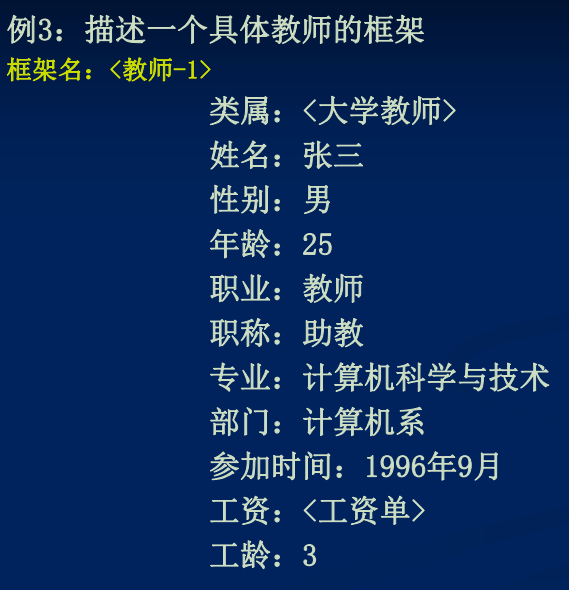 例3：描述一个具体教师的框架
框架名：<教师-1>
类属：<大学教师>
姓名：张三
性别：男
年龄：25
职业：教师
职称：助教
专业：计算机科学与技术
部门：计算机系
参加时间：1996年9月
工资：<工资单>
工龄：3